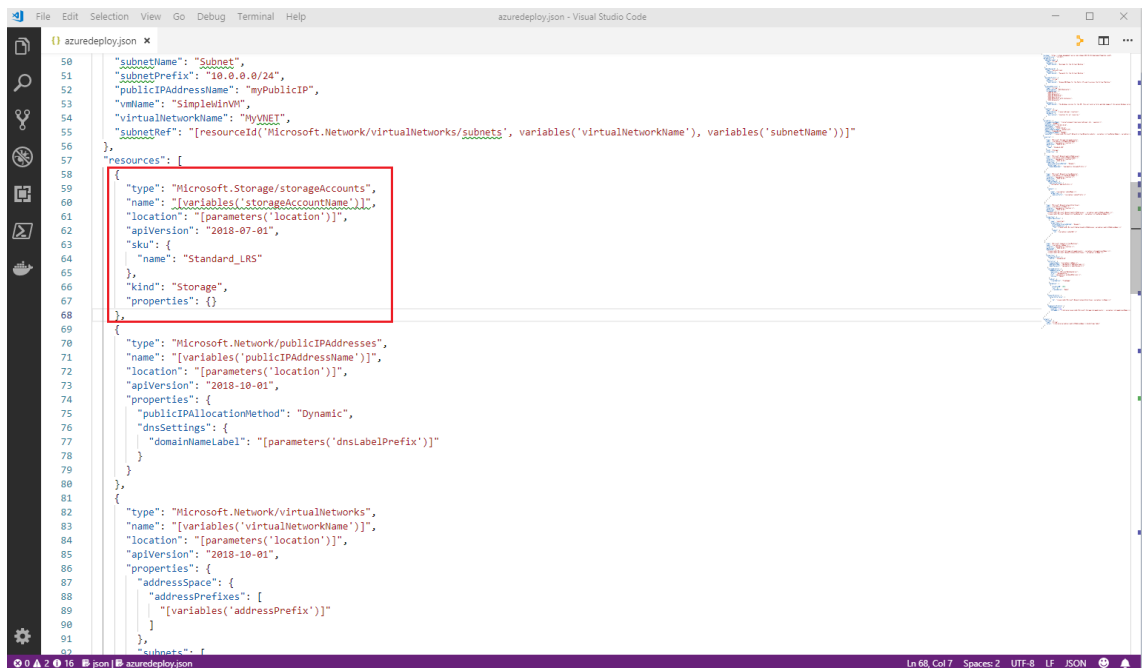 File Edit Selection View Go Debug Terminal Help
azuredeploy.json - Visual Studio Code
{} azuredeploy.json ×
50 "subnetName": "Subnet",
51 "subnetPrefix": "10.0.0.0/24",
52 "publicIPAddressName": "myPublicIP",
53 "vmName": "SimpleWinVM",
54 "virtualNetworkName": "MyVNET",
55 "subnetRef": "[resourceId('Microsoft.Network/virtualNetworks/subnets', variables('virtualNetworkName'), variables('subnetName'))]"
56 },
57 "resources": [
58 {
59 "type": "Microsoft.Storage/storageAccounts",
60 "name": "[variables('storageAccountName')]",
61 "location": "[parameters('location')]",
62 "apiVersion": "2018-07-01",
63 "sku": {
64 "name": "Standard_LRS"
65 },
66 "kind": "Storage",
67 "properties": {}
68 },
69 {
70 "type": "Microsoft.Network/publicIPAddresses",
71 "name": "[variables('publicIPAddressName')]",
72 "location": "[parameters('location')]",
73 "apiVersion": "2018-10-01",
74 "properties": {
75 "publicIPAllocationMethod": "Dynamic",
76 "dnsSettings": {
77 "domainNameLabel": "[parameters('dnsLabelPrefix')]"
78 }
79 }
80 },
81 {
82 "type": "Microsoft.Network/virtualNetworks",
83 "name": "[variables('virtualNetworkName')]",
84 "location": "[parameters('location')]",
85 "apiVersion": "2018-10-01",
86 "properties": {
87 "addressSpace": {
88 "addressPrefixes": [
89 "[variables('addressPrefix')]"
90 ]
91 },
92 "subnets": [
0 2 16 json | azuredeploy.json
Ln 68, Col 7 Spaces: 2 UTF-8 LF JSON